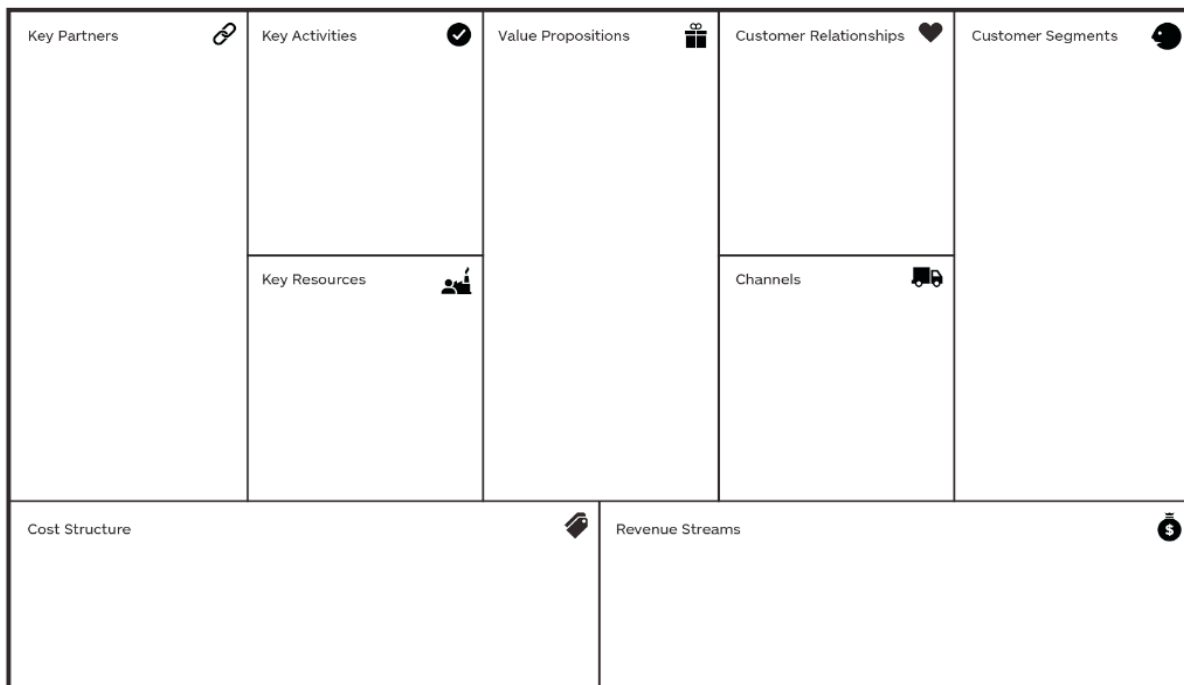 Key Partners
Key Activities
Value Propositions
Customer Relationships
Customer Segments
Key Resources
Channels
Cost Structure
Revenue Streams
$